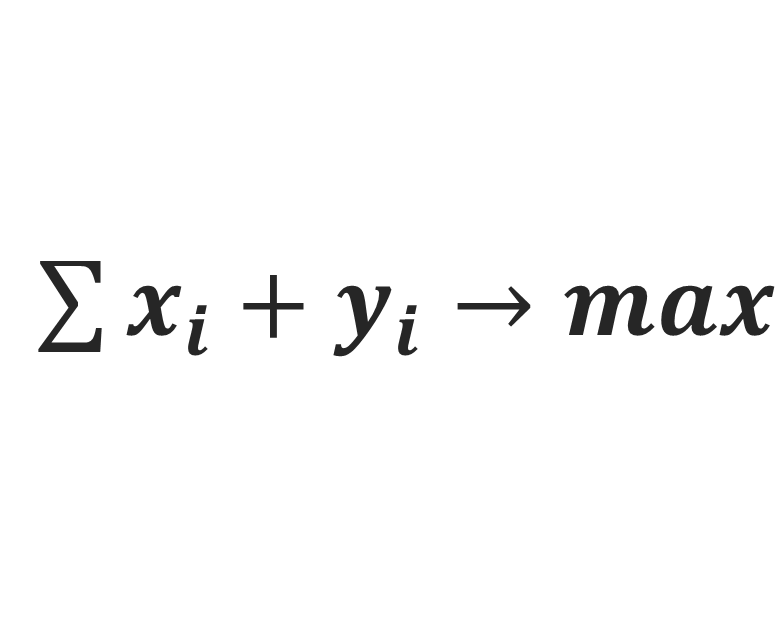 ∑ xᵢ + yᵢ → max